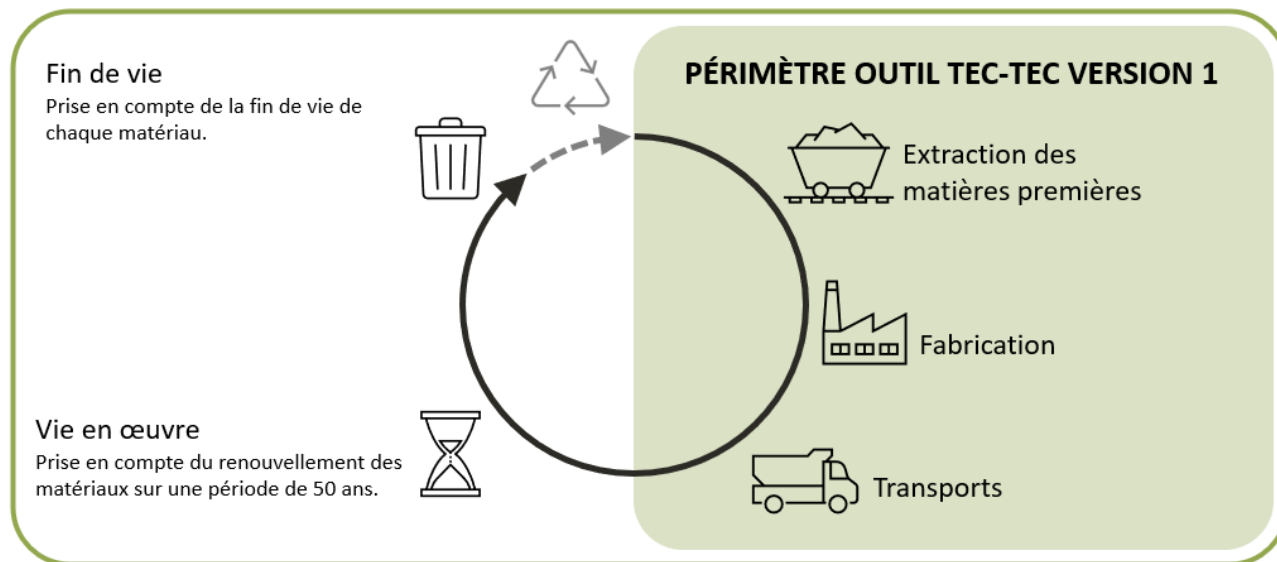 Fin de vie
Prise en compte de la fin de vie de
chaque matériau.
PÉRIMÈTRE OUTIL TEC-TEC VERSION 1
Extraction des
matières premières
Fabrication
Transports
Vie en œuvre
Prise en compte du renouvellement des
matériaux sur une période de 50 ans.